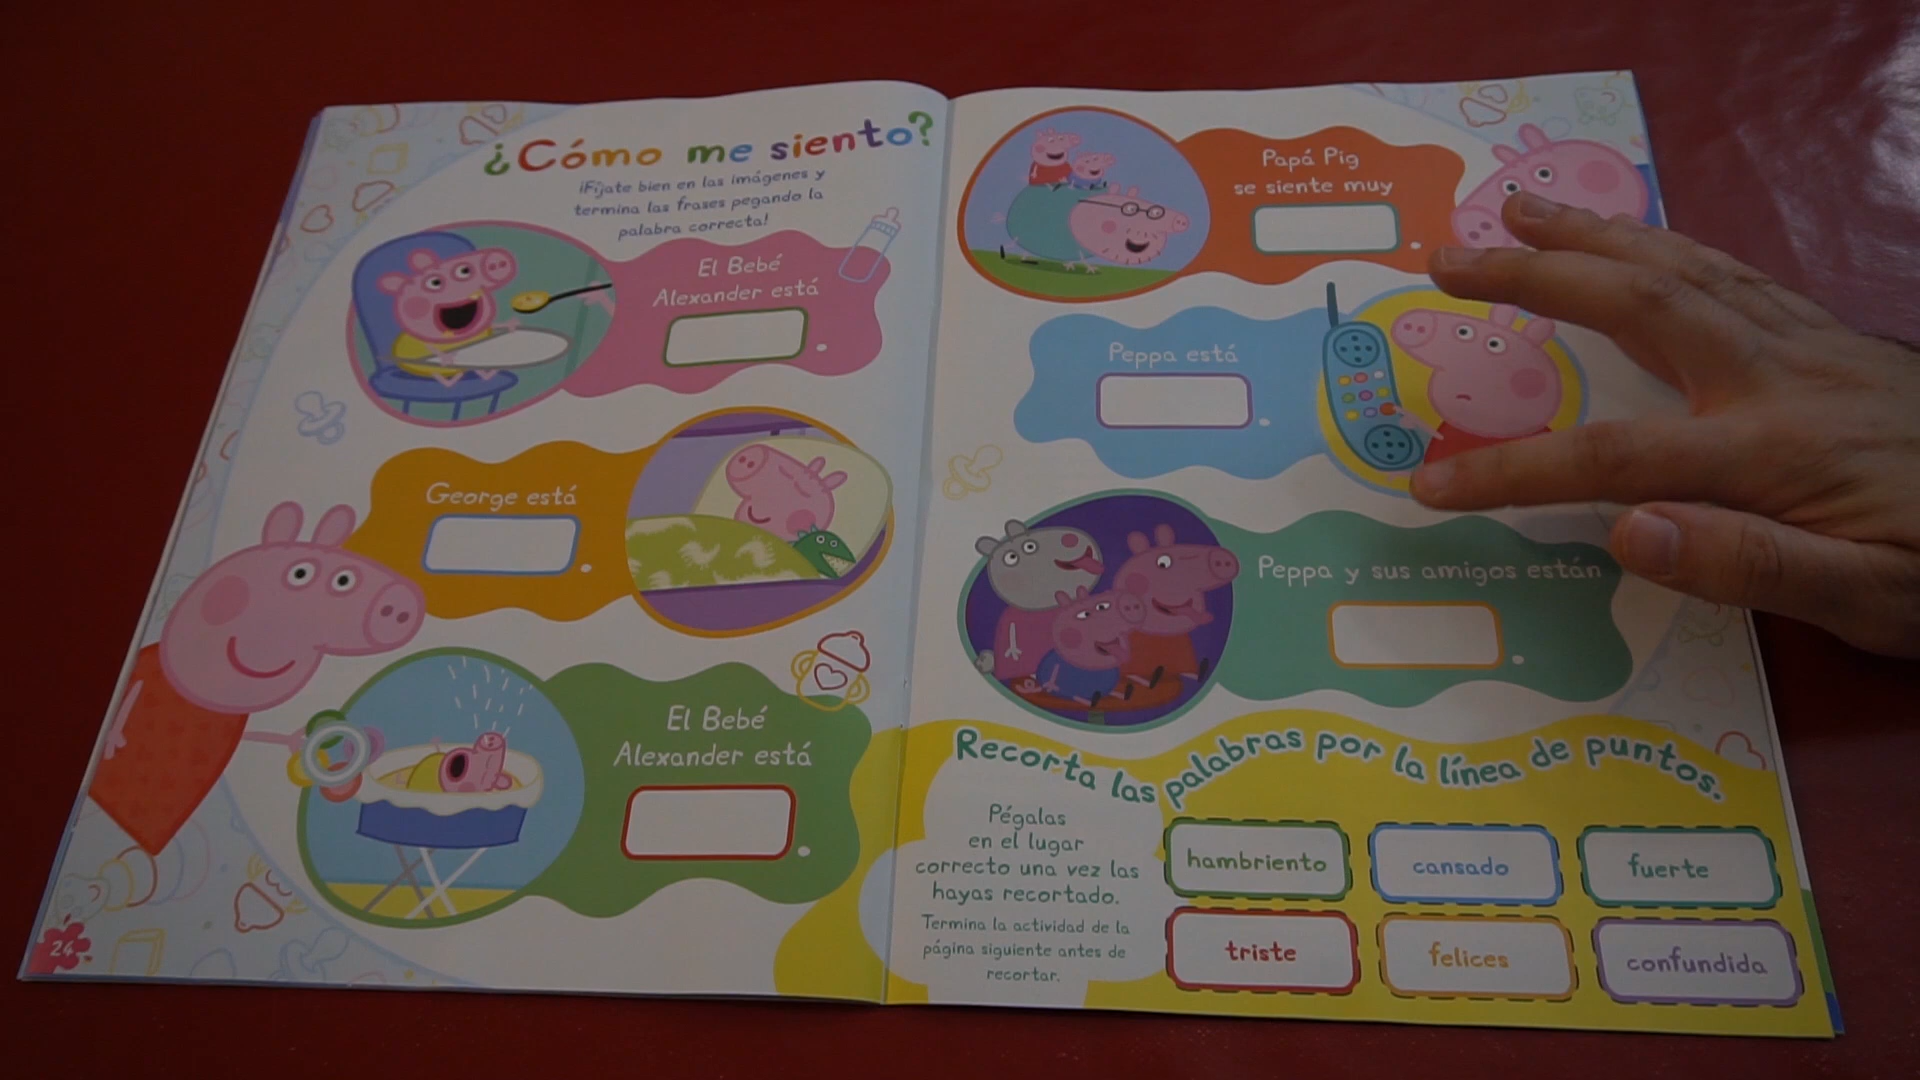 ¿Cómo me siento?
¡Fíjate bien en las imágenes y
termina las frases pegando la
palabra correcta!
El Bebé
Alexander está
.
George está
.
El Bebé
Alexander está
.
24
Papá Pig
se siente muy
.
Peppa está
.
Peppa y sus amigos están
.
Recorta las palabras por la línea de puntos.
Pégalas
en el lugar
correcto una vez las
hayas recortado.
Termina la actividad de la
página siguiente antes de
recortar.
hambriento
cansado
fuerte
triste
felices
confundida